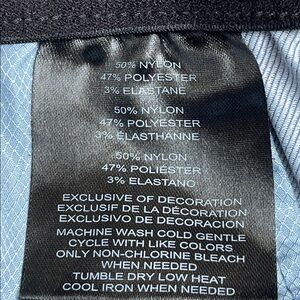 50% NYLON
47% POLYESTER
3% ELASTANE
50% NYLON
47% POLYESTER
3% ÉLASTHANNE
50% NYLON
47% POLIÉSTER
3% ELASTANO
EXCLUSIVE OF DECORATION
EXCLUSIF DE LA DÉCORATION
EXCLUSIVO DE DECORACION
MACHINE WASH COLD GENTLE
CYCLE WITH LIKE COLORS
ONLY NON-CHLORINE BLEACH
WHEN NEEDED
TUMBLE DRY LOW HEAT
COOL IRON WHEN NEEDED